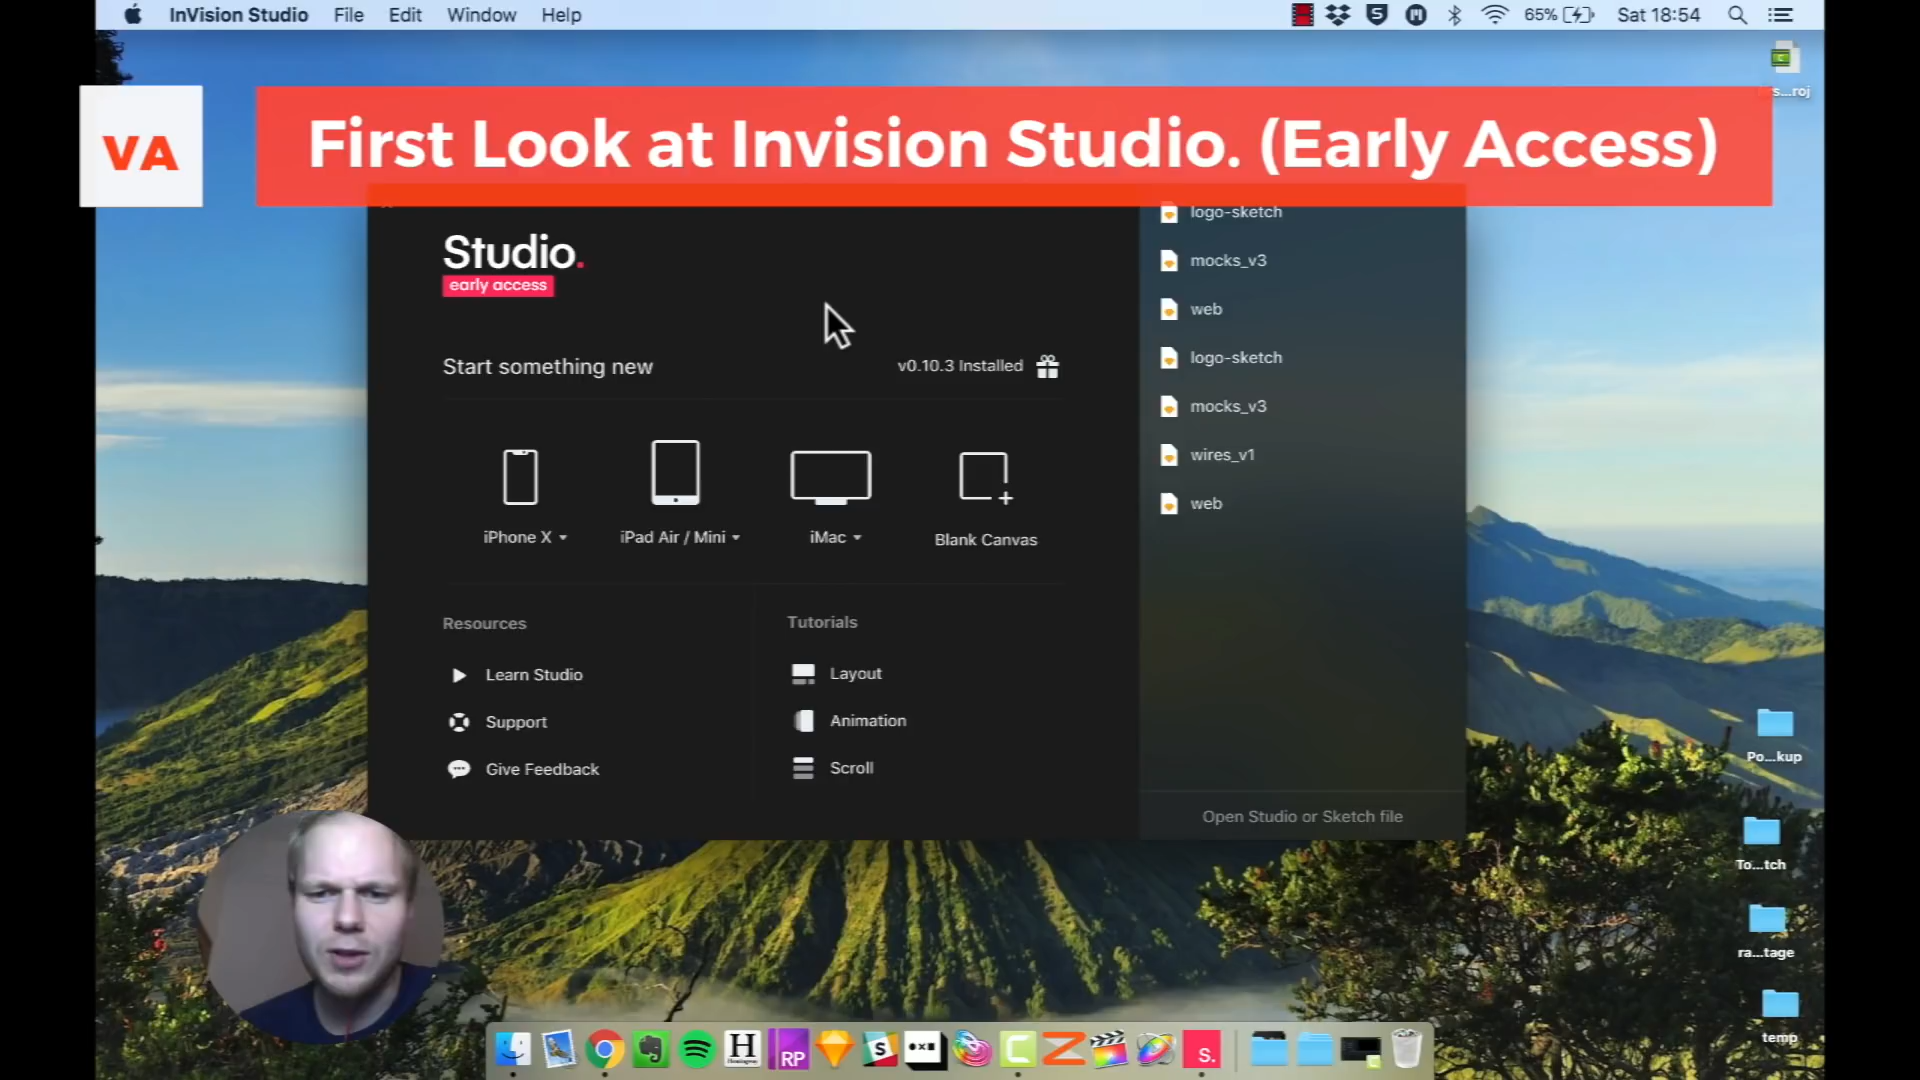 InVision Studio File Edit Window Help
65% Sat 18:54
VA
First Look at Invision Studio. (Early Access)
Studio.
early access
Start something new
v0.10.3 Installed
iPhone X
iPad Air / Mini
iMac
Blank Canvas
Resources
Learn Studio
Support
Give Feedback
Tutorials
Layout
Animation
Scroll
logo-sketch
mocks_v3
web
logo-sketch
mocks_v3
wires_v1
web
Open Studio or Sketch file
s...roj
Po...kup
To...tch
ra...tage
temp
H
RP
S
C
S.